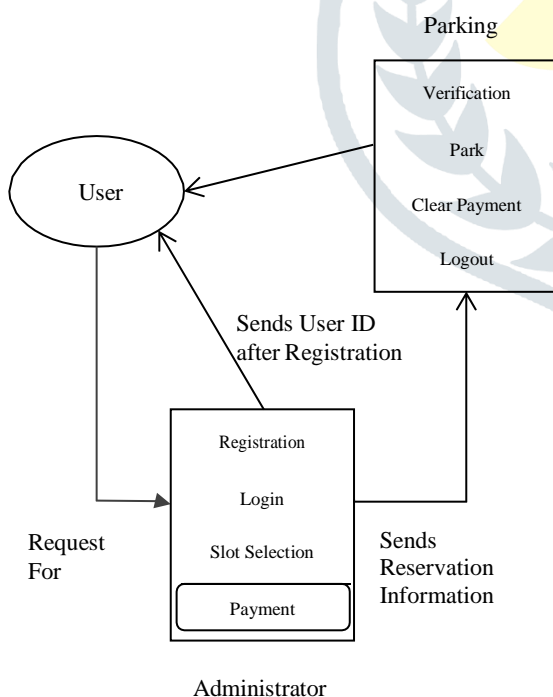 Parking
Verification
Park
Clear Payment
Logout
User
Sends User ID
after Registration
Registration
Login
Slot Selection
Payment
Request
For
Sends
Reservation
Information
Administrator